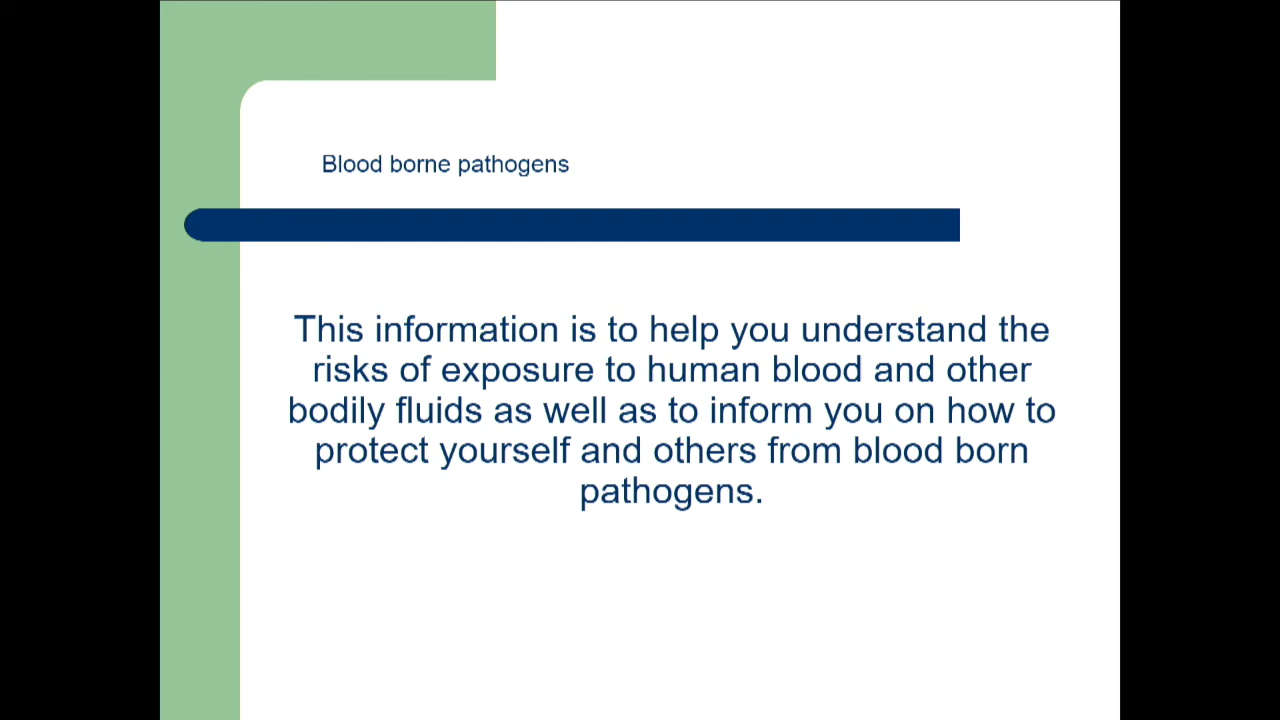 Blood borne pathogens
This information is to help you understand the
risks of exposure to human blood and other
bodily fluids as well as to inform you on how to
protect yourself and others from blood born
pathogens.